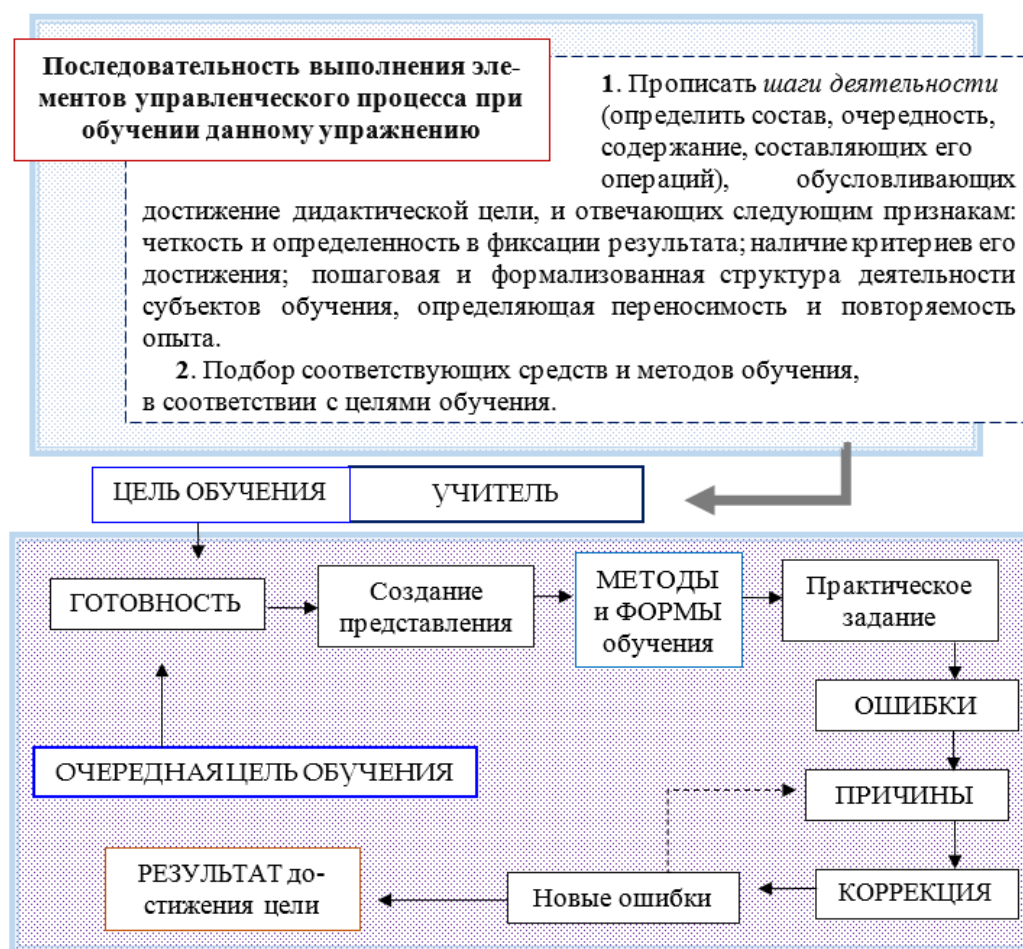 Последовательность выполнения эле-
ментов управленческого процесса при
обучении данному упражнению
1. Прописать шаги деятельности
(определить состав, очередность,
содержание, составляющих его
операций), обусловливающих
достижение дидактической цели, и отвечающих следующим признакам:
четкость и определенность в фиксации результата; наличие критериев его
достижения; пошаговая и формализованная структура деятельности
субъектов обучения, определяющая переносимость и повторяемость
опыта.
2. Подбор соответствующих средств и методов обучения,
в соответствии с целями обучения.
ЦЕЛЬ ОБУЧЕНИЯ
УЧИТЕЛЬ
ГОТОВНОСТЬ
Создание
представления
МЕТОДЫ
и ФОРМЫ
обучения
Практическое
задание
ОШИБКИ
ОЧЕРЕДНАЯ ЦЕЛЬ ОБУЧЕНИЯ
ПРИЧИНЫ
РЕЗУЛЬТАТ до-
стижения цели
Новые ошибки
КОРРЕКЦИЯ